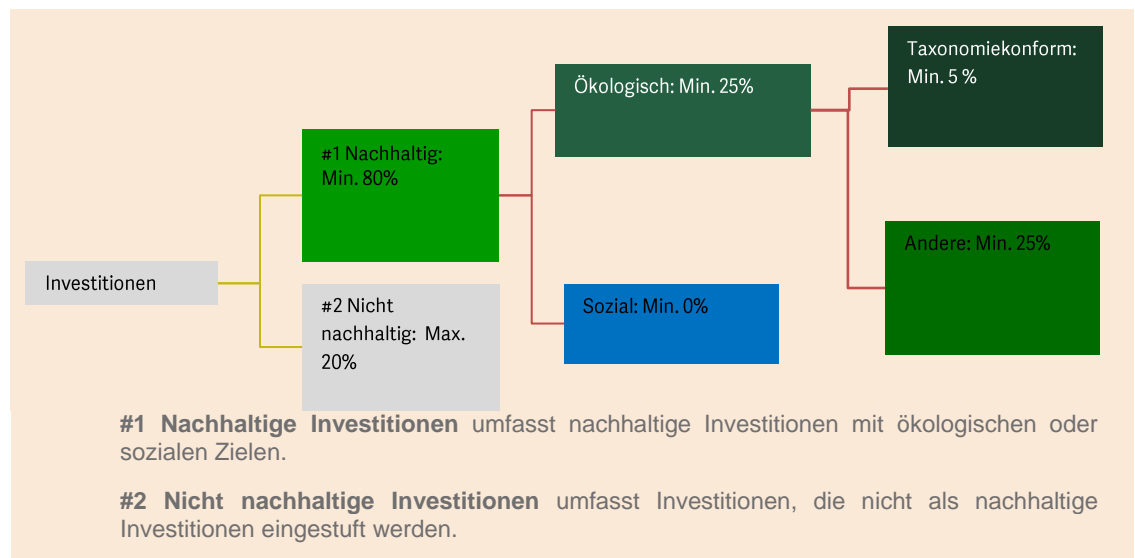 Investitionen
#1 Nachhaltig:
Min. 80%
#2 Nicht
nachhaltig: Max.
20%
Ökologisch: Min. 25%
Sozial: Min. 0%
Taxonomiekonform:
Min. 5 %
Andere: Min. 25%
#1 Nachhaltige Investitionen umfasst nachhaltige Investitionen mit ökologischen oder
sozialen Zielen.
#2 Nicht nachhaltige Investitionen umfasst Investitionen, die nicht als nachhaltige
Investitionen eingestuft werden.